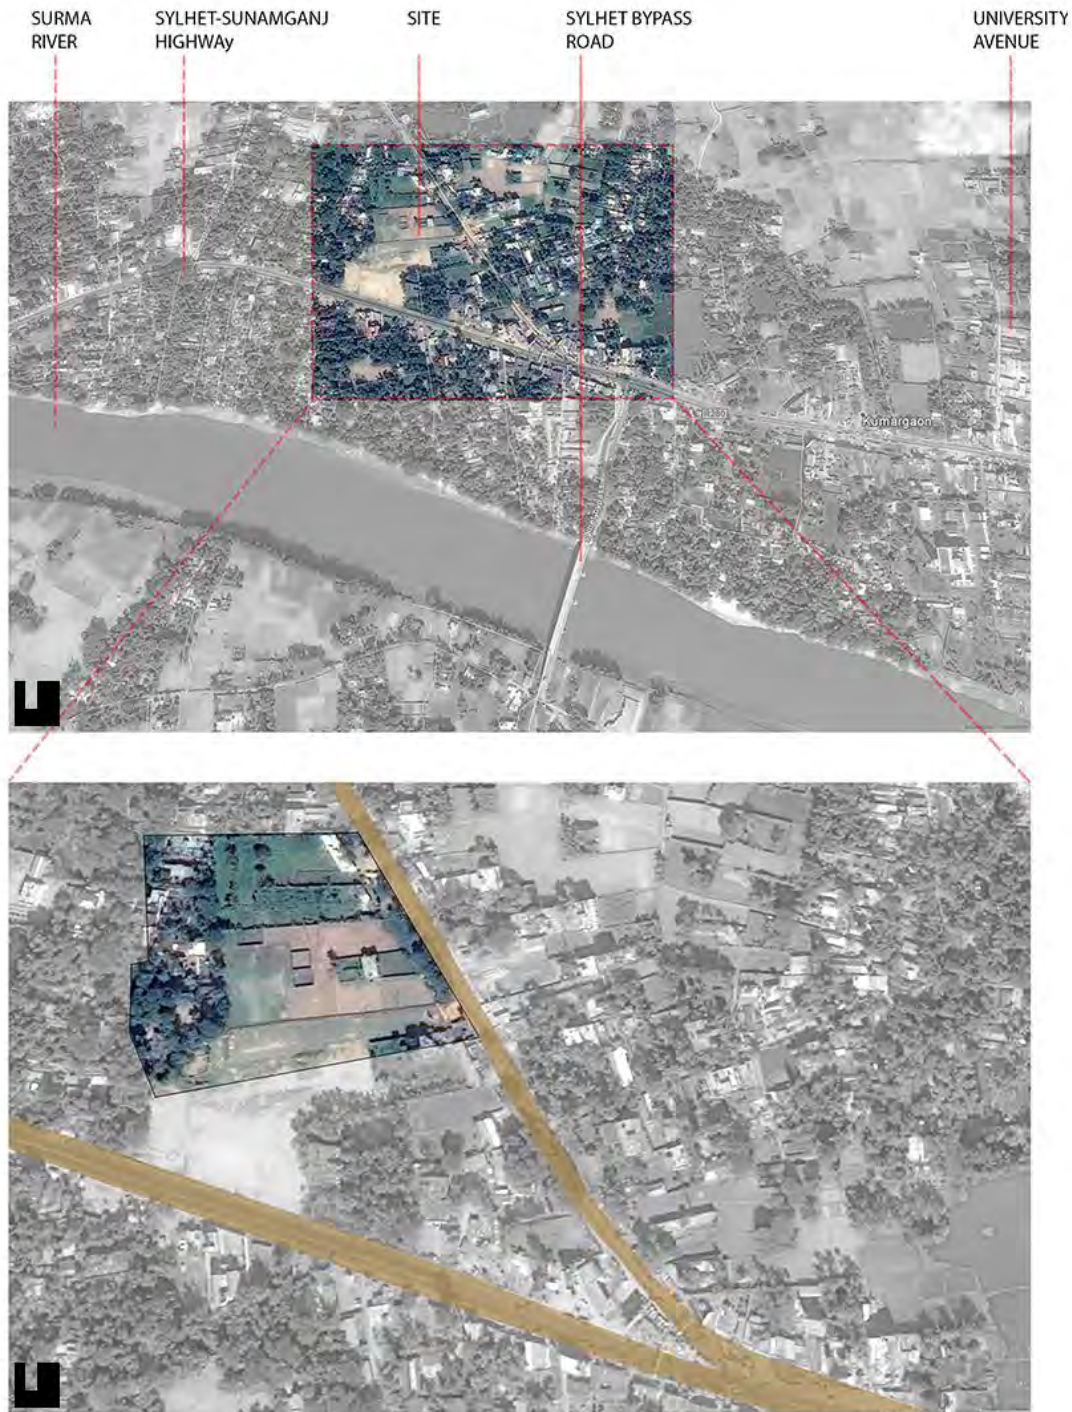 SURMA
RIVER
SYLHET-SUNAMGANJ
HIGHWAy
SITE
SYLHET BYPASS
ROAD
UNIVERSITY
AVENUE
Kumargaon